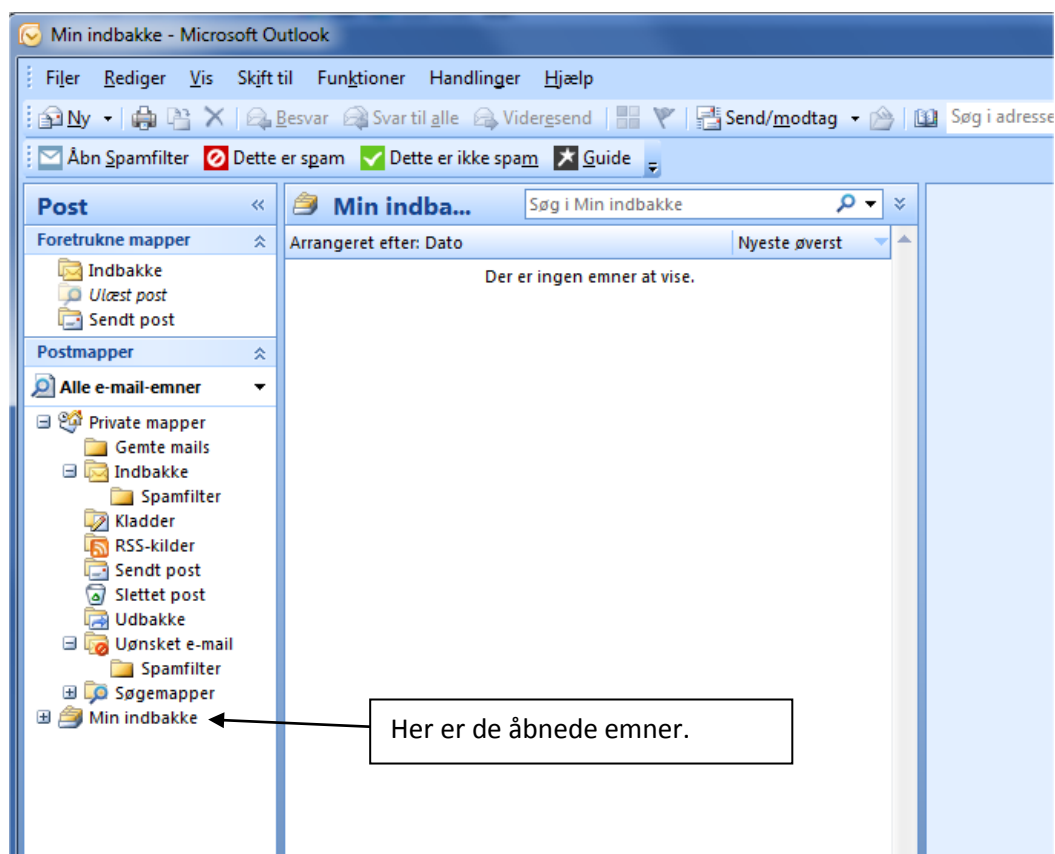 Min indbakke - Microsoft Outlook
Filer Rediger Vis Skift til Funktioner Handlinger Hjælp
Ny Besvar Svar til alle Videresend Send/modtag Søg i adresse
Åbn Spamfilter Dette er spam Dette er ikke spam Guide
Post
Foretrukne mapper
Indbakke
Ulæst post
Sendt post
Postmapper
Alle e-mail-emner
Private mapper
Gemte mails
Indbakke
Spamfilter
Kladder
RSS-kilder
Sendt post
Slettet post
Udbakke
Uønsket e-mail
Spamfilter
Søgemapper
Min indbakke
Min indba... Søg i Min indbakke
Arrangeret efter: Dato Nyeste øverst
Der er ingen emner at vise.
Her er de åbnede emner.